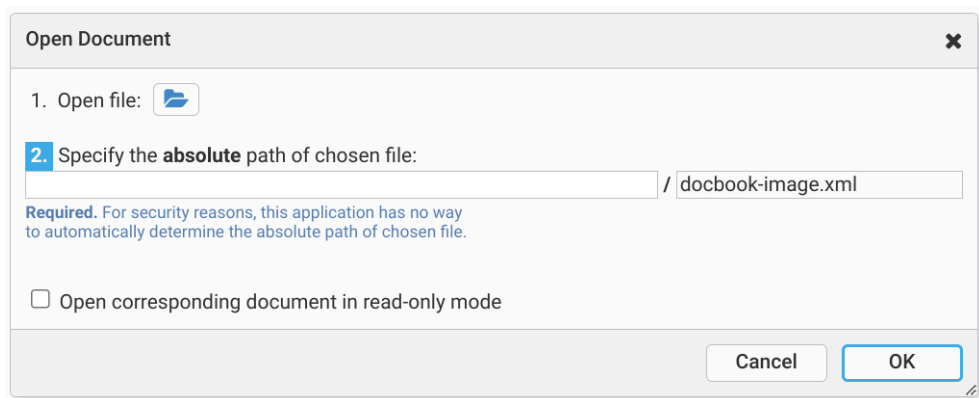 Open Document
1. Open file:
2. Specify the absolute path of chosen file:
/ docbook-image.xml
Required. For security reasons, this application has no way
to automatically determine the absolute path of chosen file.
Open corresponding document in read-only mode
Cancel OK